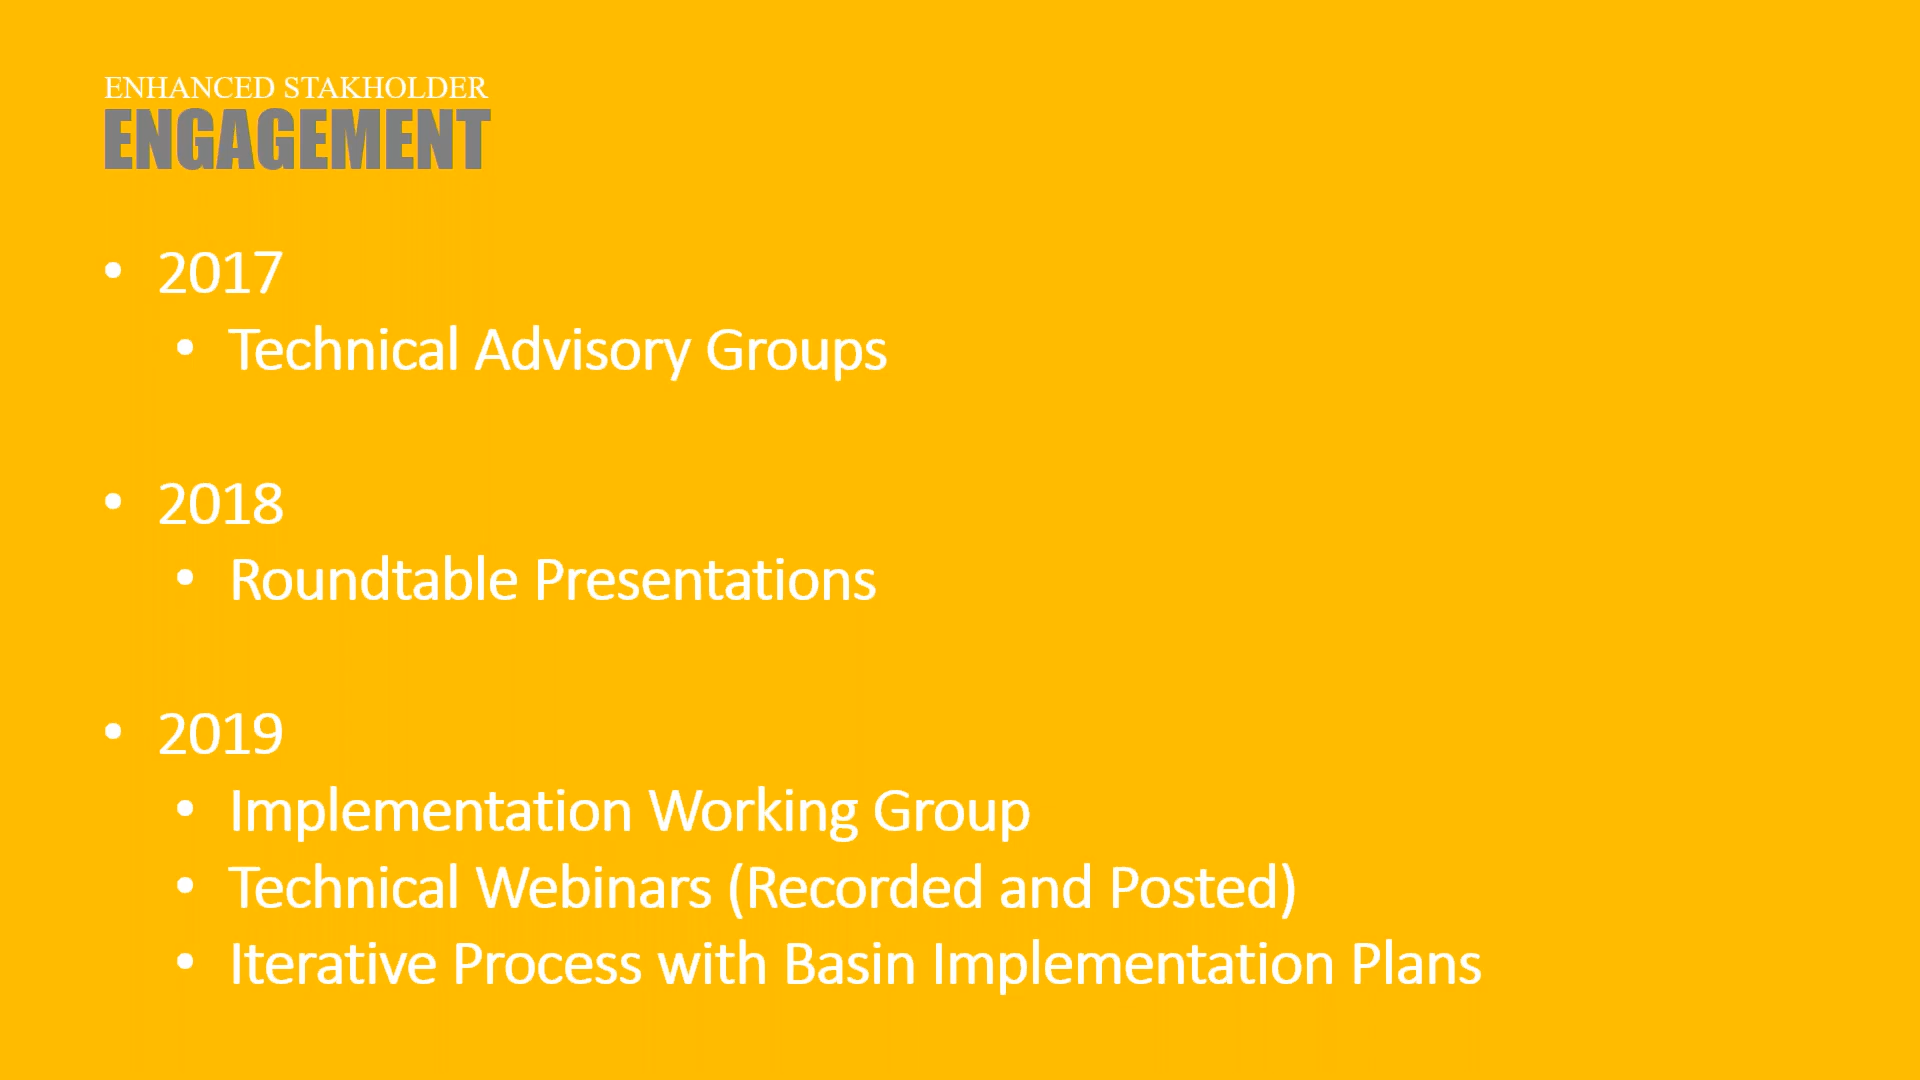 ENHANCED STAKHOLDER
ENGAGEMENT
• 2017
• Technical Advisory Groups
• 2018
• Roundtable Presentations
• 2019
• Implementation Working Group
• Technical Webinars (Recorded and Posted)
• Iterative Process with Basin Implementation Plans